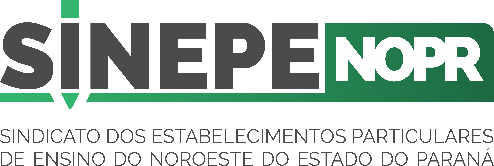 SINEPE NOPR
SINDICATO DOS ESTABELECIMENTOS PARTICULARES
DE ENSINO DO NOROESTE DO ESTADO DO PARANÁ